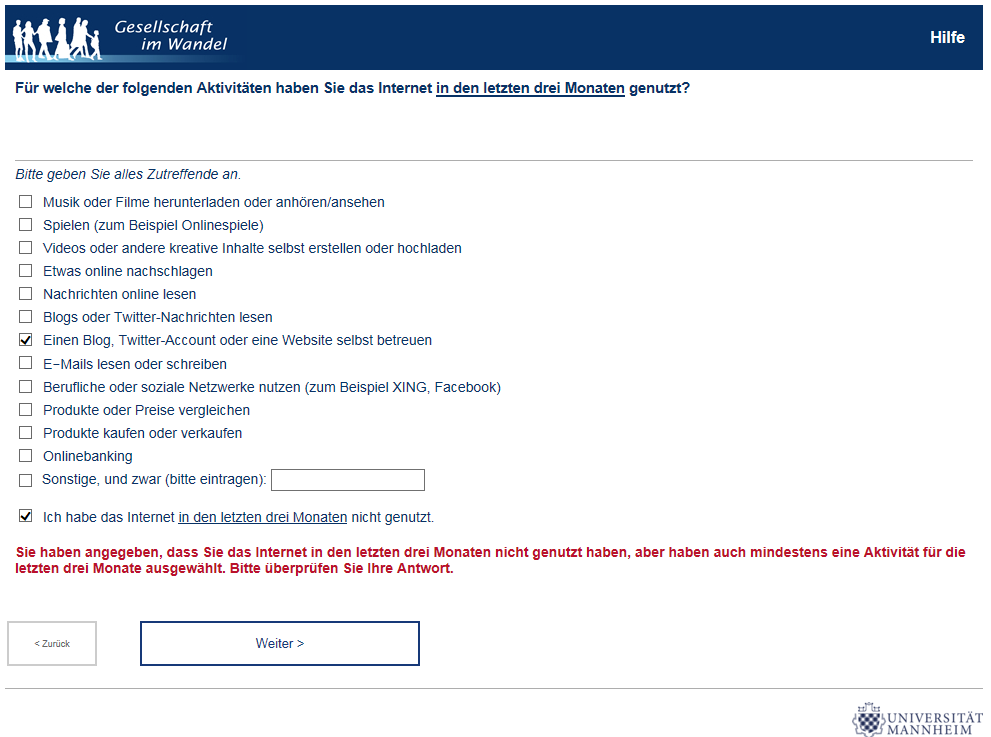 Gesellschaft
im Wandel
Hilfe
Für welche der folgenden Aktivitäten haben Sie das Internet in den letzten drei Monaten genutzt?
Bitte geben Sie alles Zutreffende an.
Musik oder Filme herunterladen oder anhören/ansehen
Spielen (zum Beispiel Onlinespiele)
Videos oder andere kreative Inhalte selbst erstellen oder hochladen
Etwas online nachschlagen
Nachrichten online lesen
Blogs oder Twitter-Nachrichten lesen
Einen Blog, Twitter-Account oder eine Website selbst betreuen
E−Mails lesen oder schreiben
Berufliche oder soziale Netzwerke nutzen (zum Beispiel XING, Facebook)
Produkte oder Preise vergleichen
Produkte kaufen oder verkaufen
Onlinebanking
Sonstige, und zwar (bitte eintragen):
Ich habe das Internet in den letzten drei Monaten nicht genutzt.
Sie haben angegeben, dass Sie das Internet in den letzten drei Monaten nicht genutzt haben, aber haben auch mindestens eine Aktivität für die
letzten drei Monate ausgewählt. Bitte überprüfen Sie Ihre Antwort.
< Zurück
Weiter >
UNIVERSITÄT
MANNHEIM